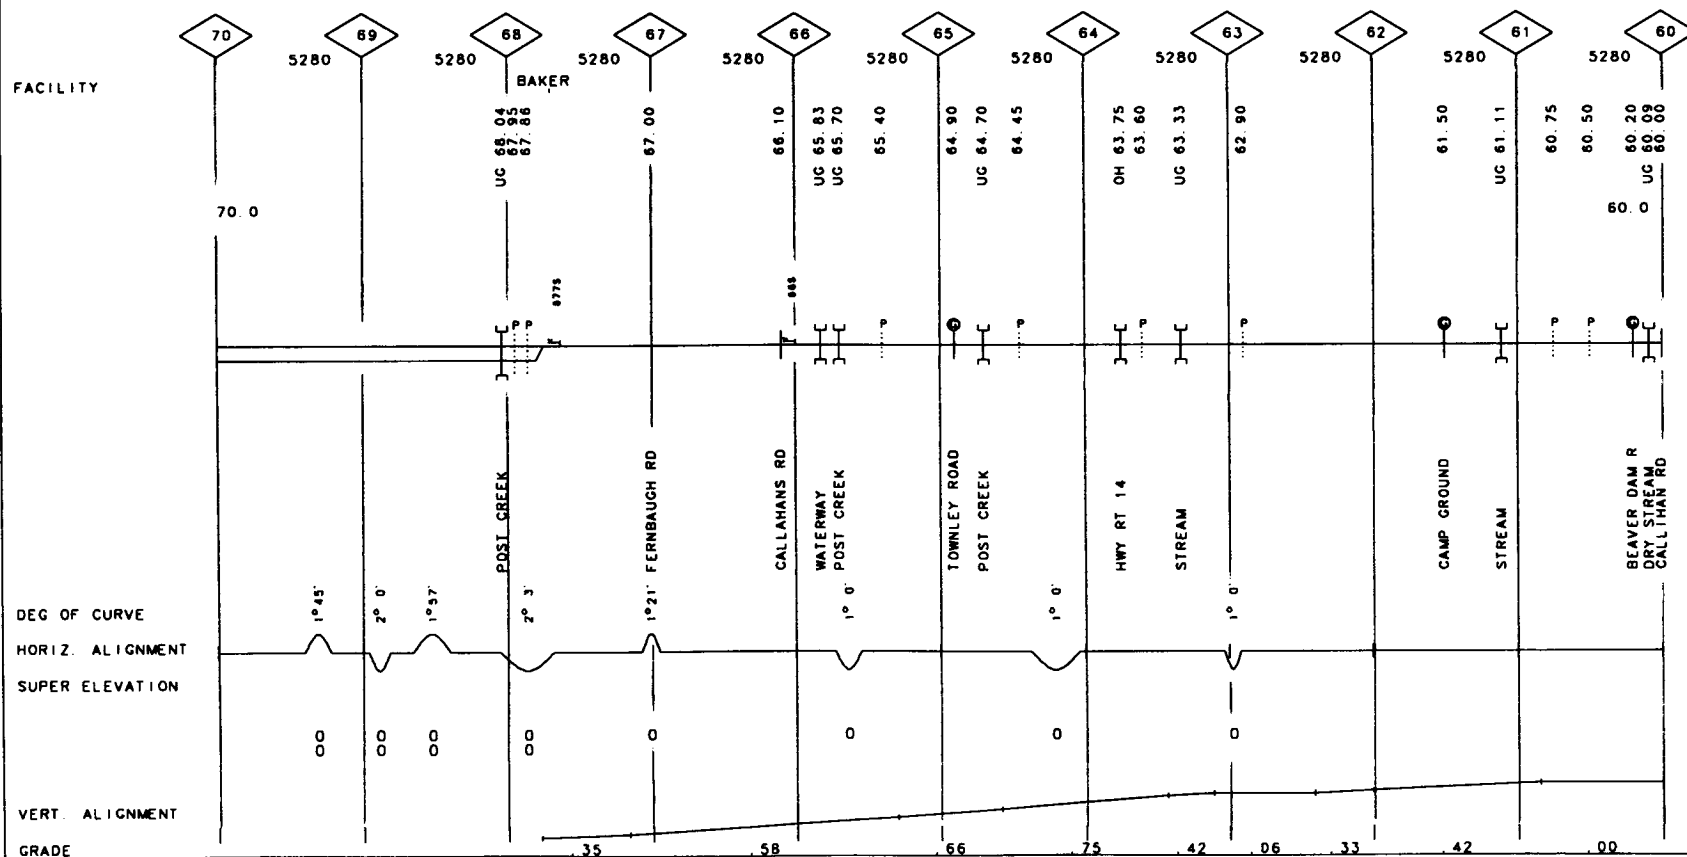 70 69 68 67 66 65 64 63 62 61 60
5280 5280 5280 5280 5280 5280 5280 5280 5280 5280
FACILITY
BAKER
UG 68.04
67.95
67.86
67.00
66.10
UG 65.83
UG 65.70
65.40
64.90
UG 64.70
64.45
OH 63.75
63.60
UG 63.33
62.90
61.50
UG 61.11
60.75
60.50
60.20
UG 60.09
60.00
70.0
60.0
P P P P P P P P
G G G
POST CREEK
FERNBAUGH RD
CALLAHANS RD
WATERWAY
POST CREEK
TOWNLEY ROAD
POST CREEK
HWY RT 14
STREAM
CAMP GROUND
STREAM
BEAVER DAM R
DRY STREAM
CALLIHAN RD
DEG OF CURVE
1°45' 2° 0' 1°57' 2° 3' 1°21' 1° 0' 1° 0' 1° 0'
HORIZ. ALIGNMENT
SUPER ELEVATION
0 0 0 0 0 0 0 0
0 0 0 0
VERT. ALIGNMENT
GRADE
.35 .58 .66 .75 .42 .06 .33 .42 .00